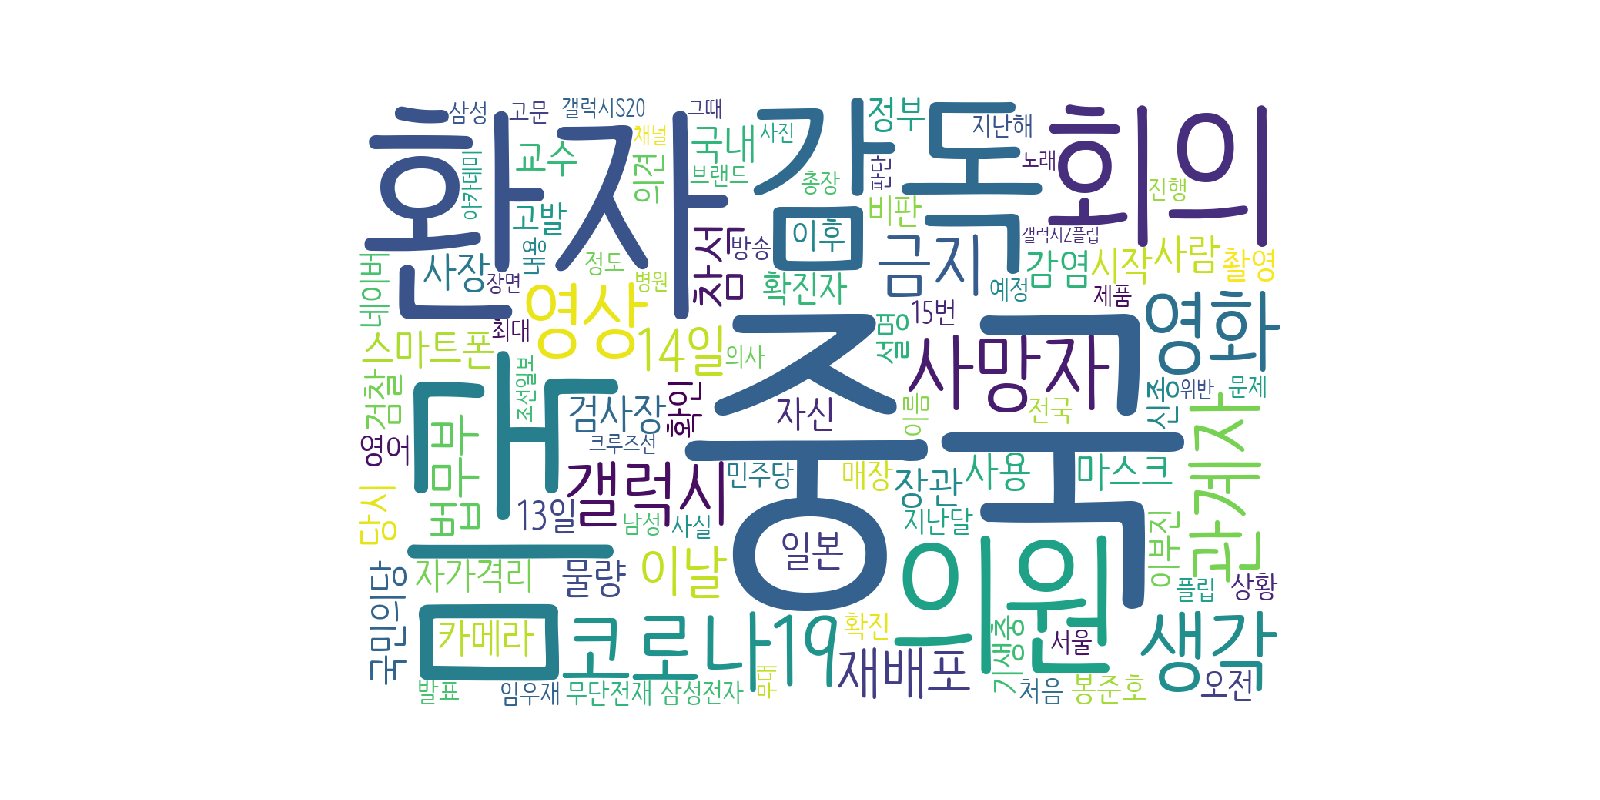 환자
감독
회의
중국
댁
음
의원
사망자
영화
관계자
생각
코로나19
갤럭시
영상
14일
참석
금지
법무부
이날
재배포
삼성
고문
갤럭시S20
그때
채널
사진
국내
브랜드
의견
교수
아카데미
고발
내용
사장
장면
네이버
정도
병원
방송
총장
이후
확진자
정부
판단
비판
지난해
노래
진행
갤럭시Z플립
감염
시작
사람
촬영
예정
제품
15번
설명
의사
최대
스마트폰
조선일보
검찰
영어
당시
검사장
확인
크루즈선
자신
이름
전국
신종
위반
문제
민주당
매장
장관
사용
마스크
13일
남성
사실
지난달
일본
이부진
자가격리
물량
플립
상황
국민의당
카메라
확진
기생충
서울
발표
임우재
무단전재
삼성전자
무대
처음
봉준호
오전